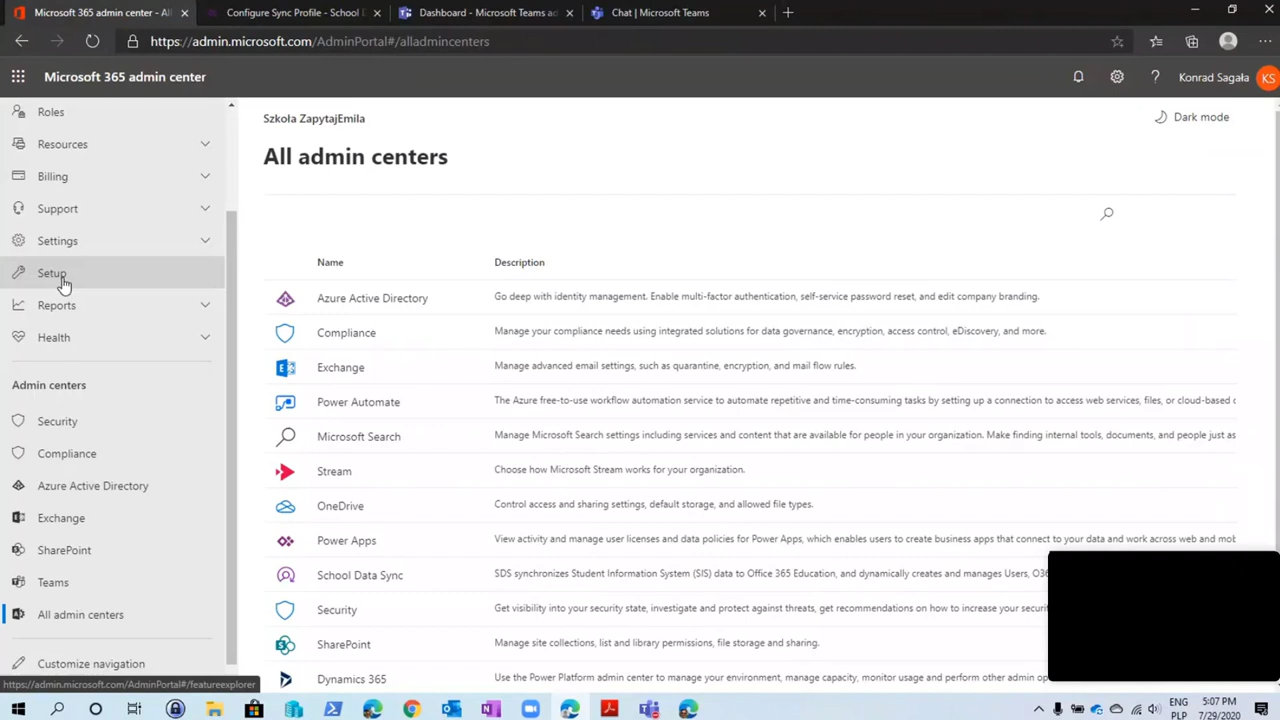 Microsoft 365 admin center - All
Configure Sync Profile - School D
Dashboard - Microsoft Teams ad
Chat | Microsoft Teams
https://admin.microsoft.com/AdminPortal#/alladmincenters
Microsoft 365 admin center
Konrad Sagała
KS
Roles
Resources
Billing
Support
Settings
Setup
Reports
Health
Admin centers
Security
Compliance
Azure Active Directory
Exchange
SharePoint
Teams
All admin centers
Customize navigation
https://admin.microsoft.com/AdminPortal#/featureexplorer
Szkoła ZapytajEmila
Dark mode
All admin centers
Name Description
Azure Active Directory Go deep with identity management. Enable multi-factor authentication, self-service password reset, and edit company branding.
Compliance Manage your compliance needs using integrated solutions for data governance, encryption, access control, eDiscovery, and more.
Exchange Manage advanced email settings, such as quarantine, encryption, and mail flow rules.
Power Automate The Azure free-to-use workflow automation service to automate repetitive and time-consuming tasks by setting up a connection to access web services, files, or cloud-based
Microsoft Search Manage Microsoft Search settings including services and content that are available for people in your organization. Make finding internal tools, documents, and people just as
Stream Choose how Microsoft Stream works for your organization.
OneDrive Control access and sharing settings, default storage, and allowed file types.
Power Apps View activity and manage user licenses and data policies for Power Apps, which enables users to create business apps that connect to your data and work across web and mob
School Data Sync SDS synchronizes Student Information System (SIS) data to Office 365 Education, and dynamically creates and manages Users, O36
Security Get visibility into your security state, investigate and protect against threats, get recommendations on how to increase your securit
SharePoint Manage site collections, list and library permissions, file storage and sharing.
Dynamics 365 Use the Power Platform admin center to manage your environment, manage capacity, monitor usage and perform other admin op
ENG
PLP
5:07 PM
7/29/2020